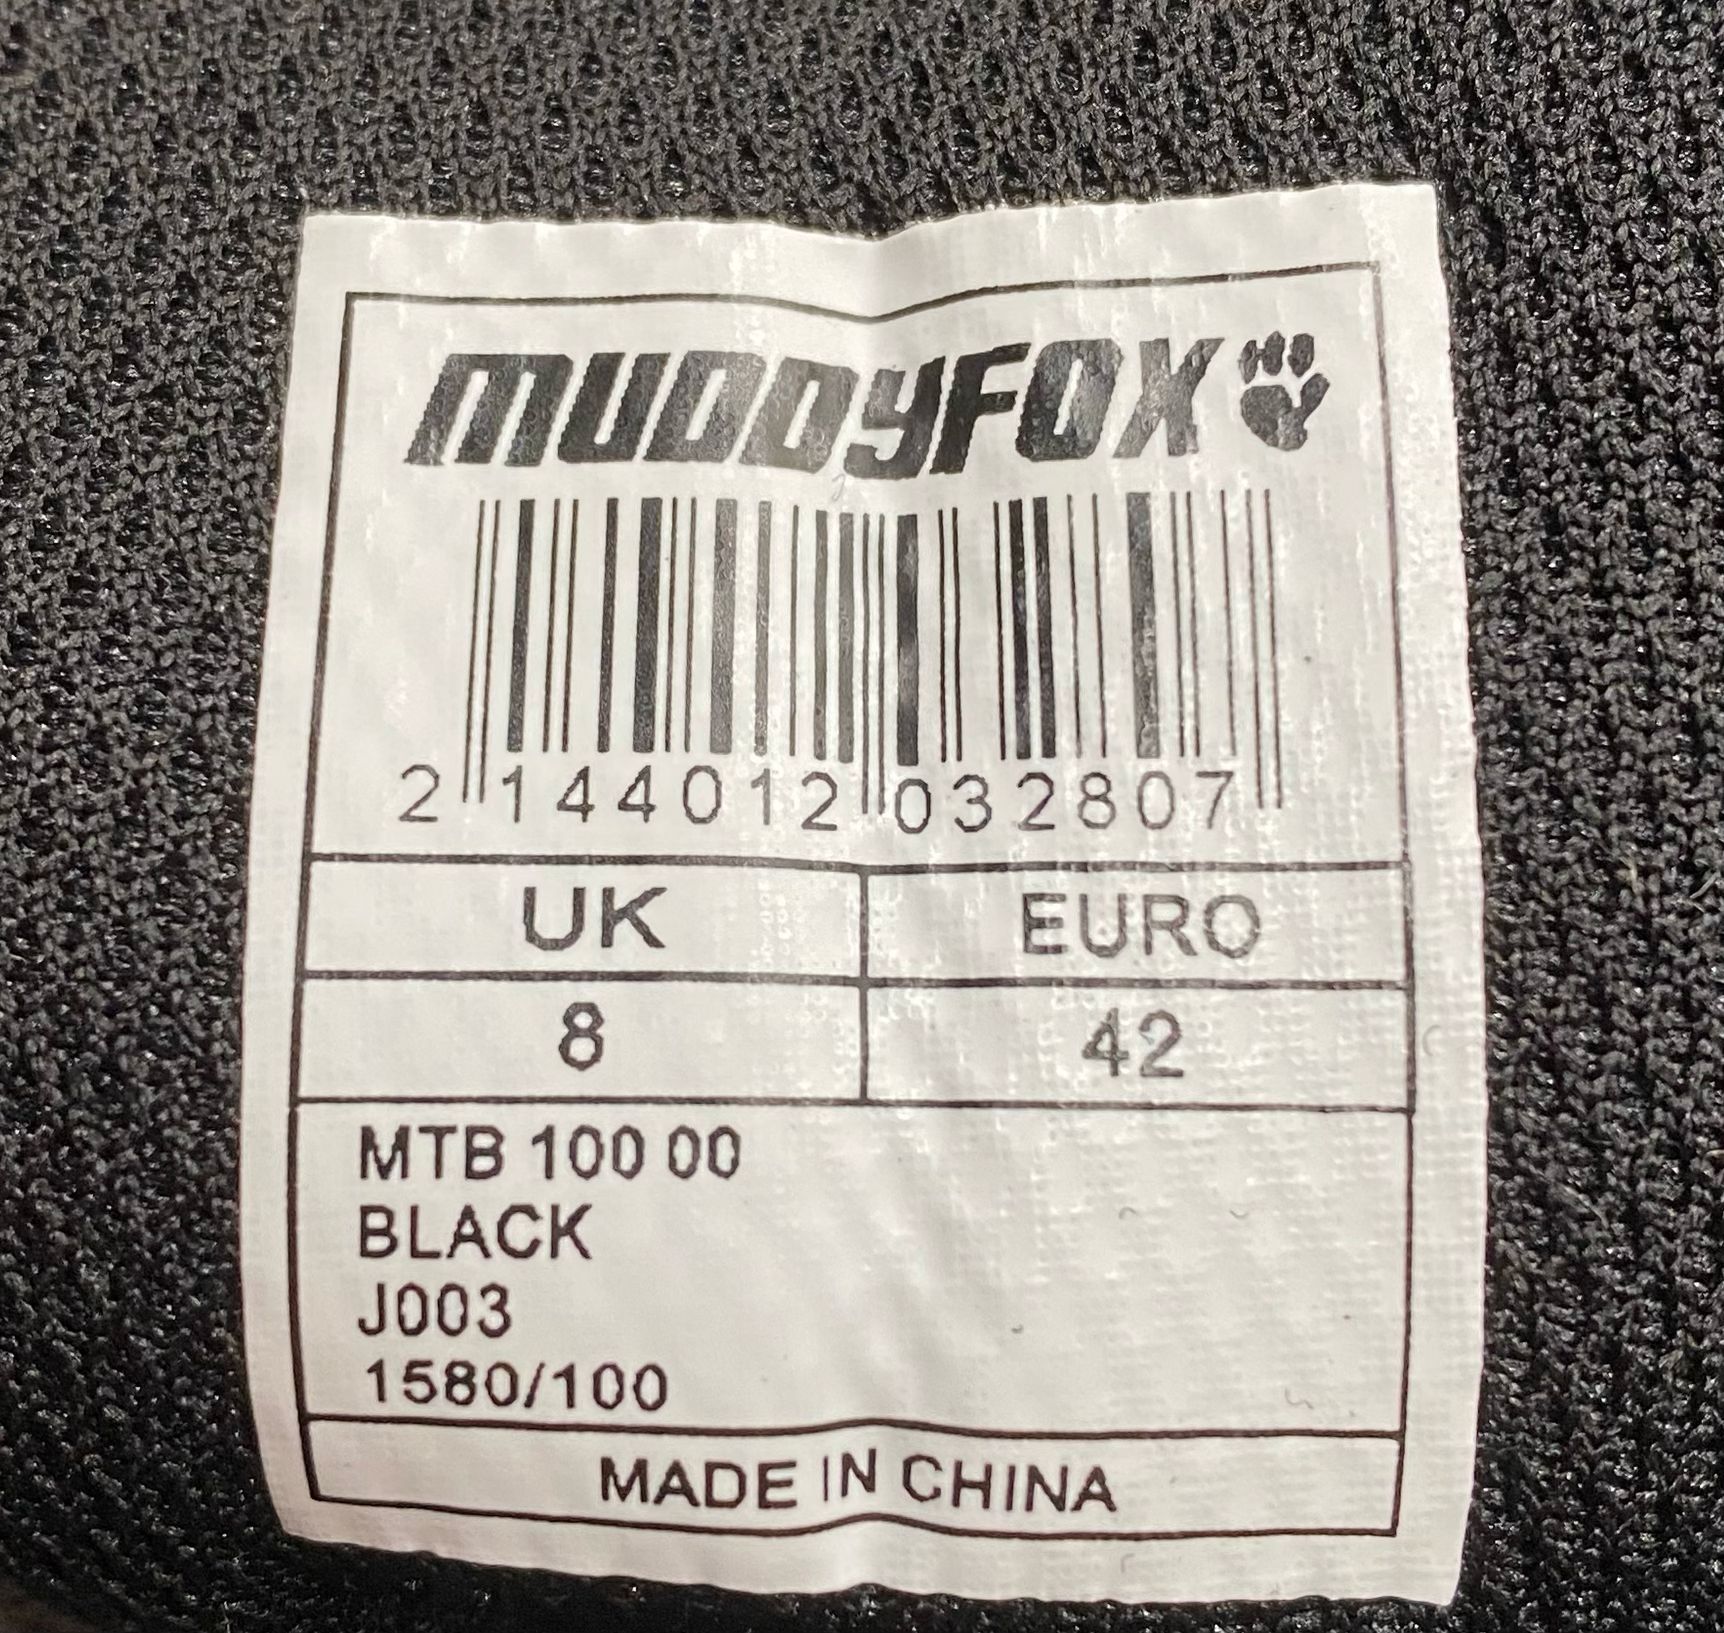 MUDDYFOX
2 144012 032807
UK EURO
8 42
MTB 100 00
BLACK
J003
1580/100
MADE IN CHINA